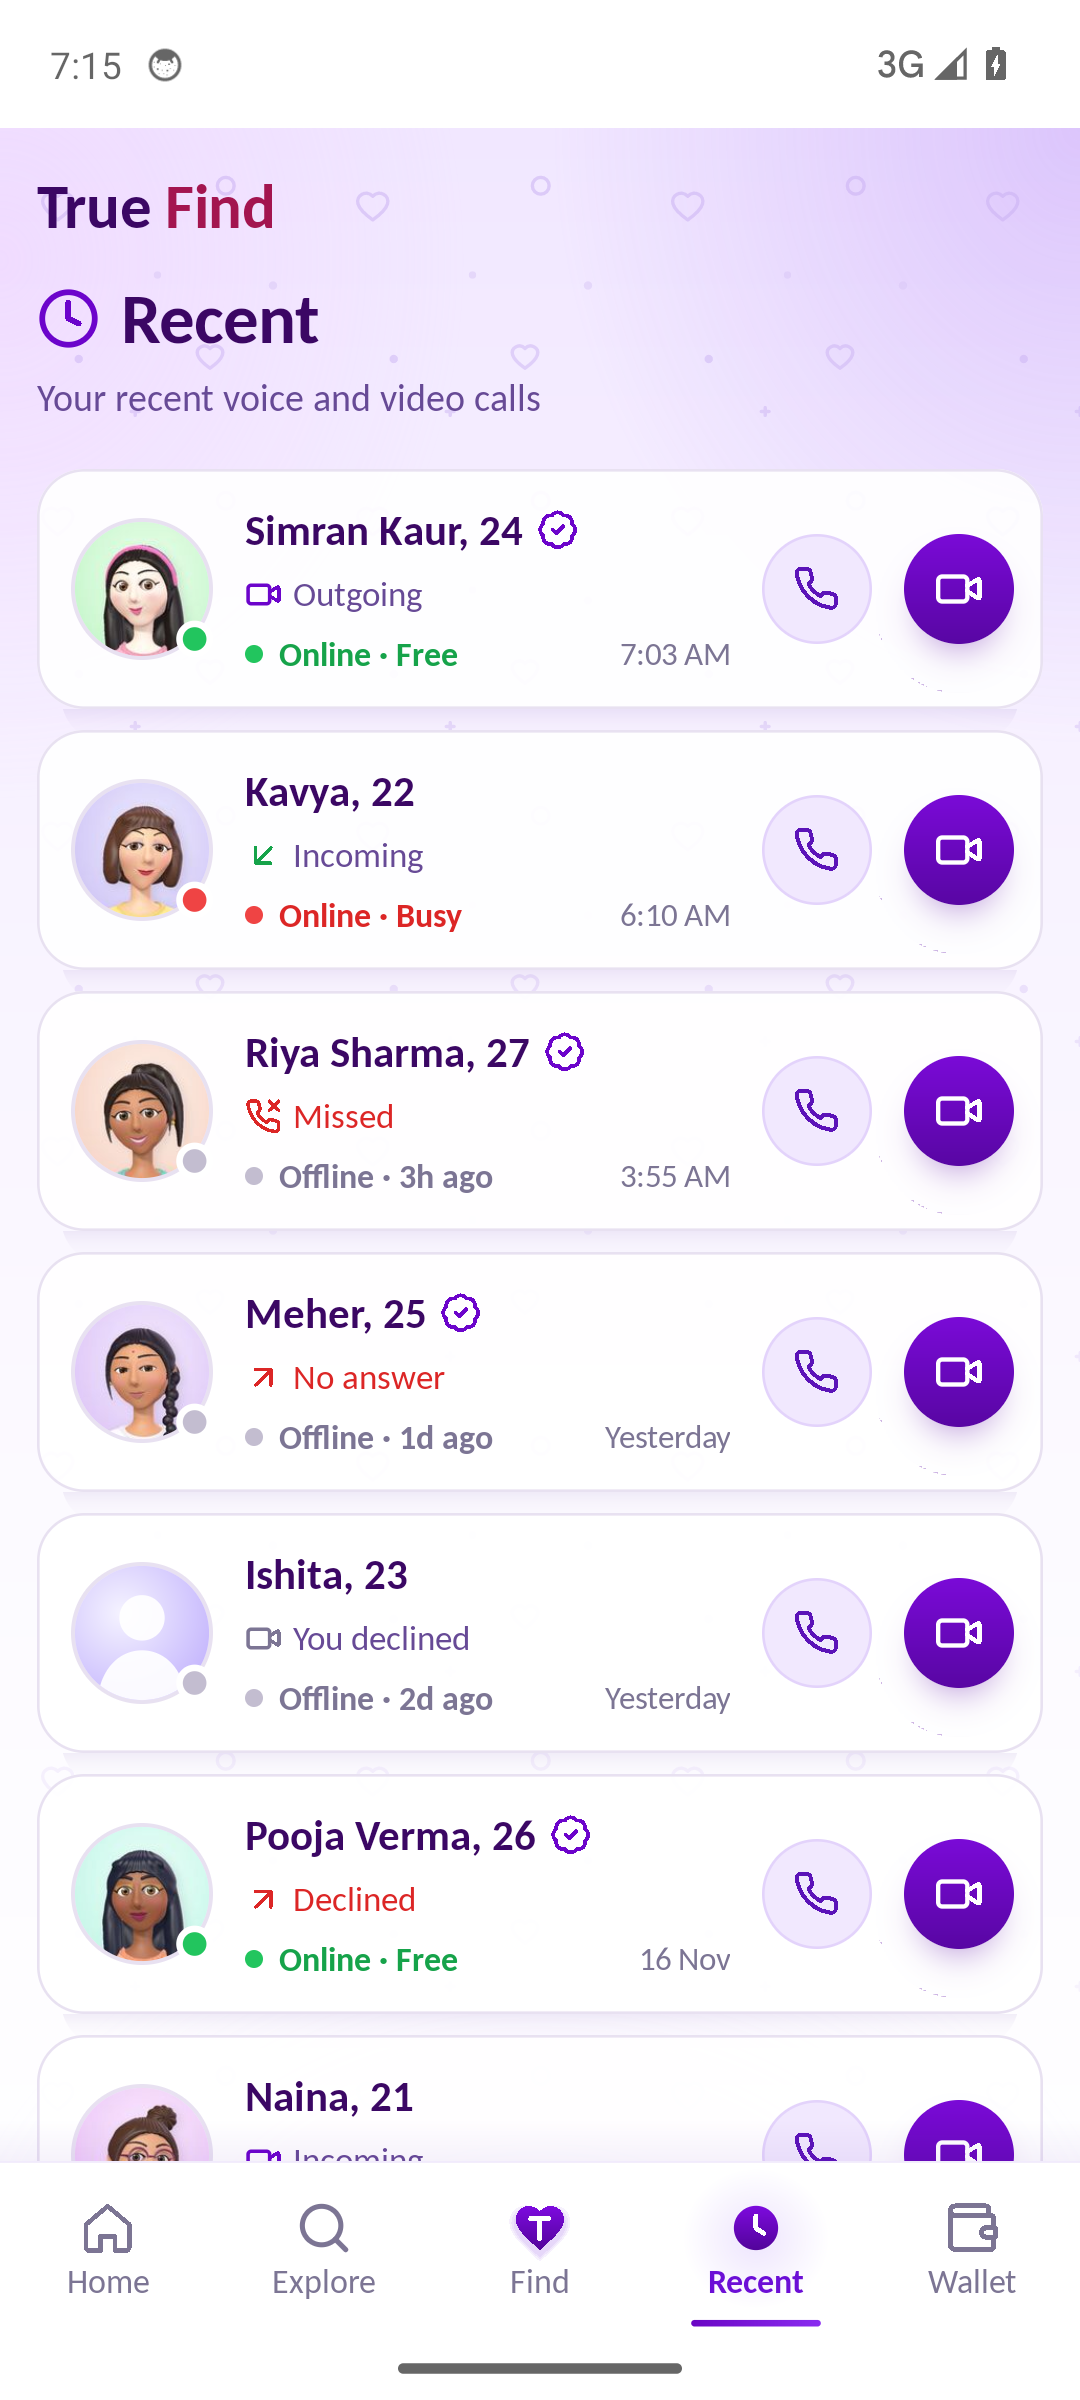 7:15
3G
True Find
Recent
Your recent voice and video calls
Simran Kaur, 24
Outgoing
Online · Free
7:03 AM
Kavya, 22
Incoming
Online · Busy
6:10 AM
Riya Sharma, 27
Missed
Offline · 3h ago
3:55 AM
Meher, 25
No answer
Offline · 1d ago
Yesterday
Ishita, 23
You declined
Offline · 2d ago
Yesterday
Pooja Verma, 26
Declined
Online · Free
16 Nov
Naina, 21
Incoming
T
Home
Explore
Find
Recent
Wallet